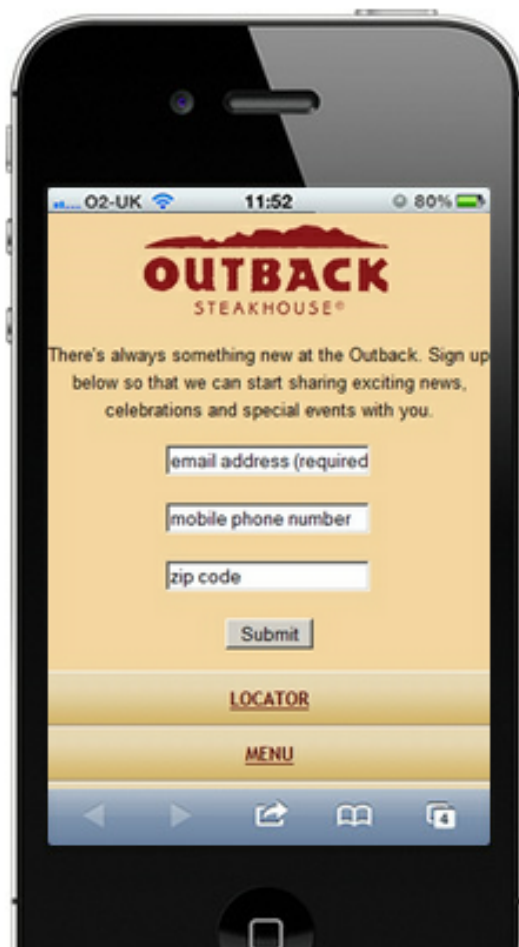 O2-UK 11:52 80%
OUTBACK
STEAKHOUSE®
There's always something new at the Outback. Sign up
below so that we can start sharing exciting news,
celebrations and special events with you.
email address (required
mobile phone number
zip code
Submit
LOCATOR
MENU
4